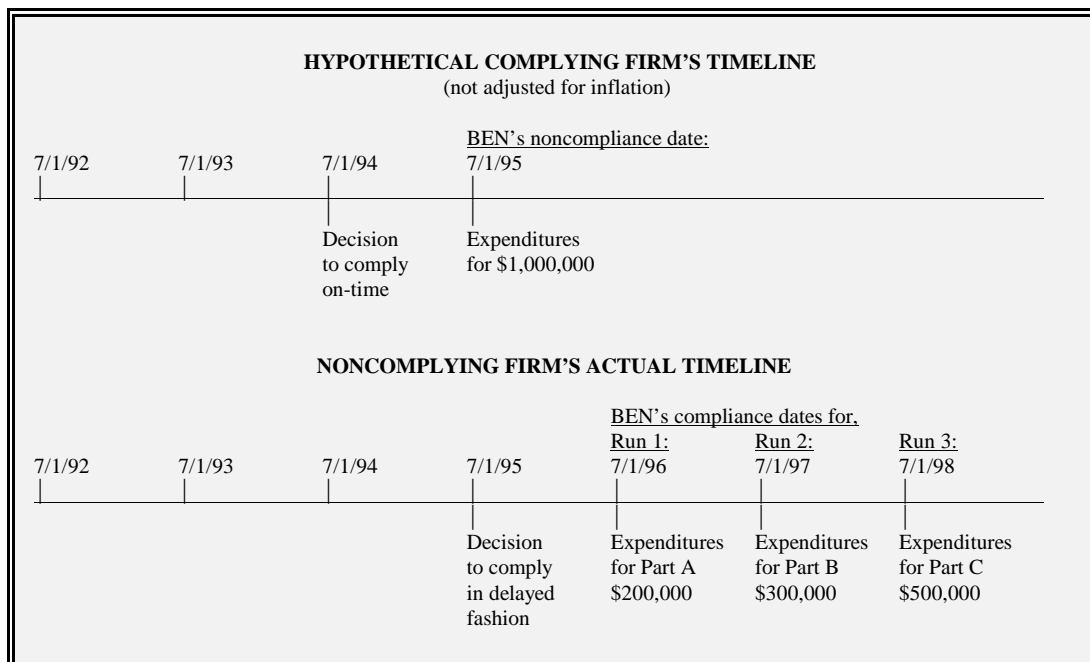 HYPOTHETICAL COMPLYING FIRM'S TIMELINE
(not adjusted for inflation)
BEN's noncompliance date:
7/1/92 7/1/93 7/1/94 7/1/95
Decision Expenditures
to comply for $1,000,000
on-time
NONCOMPLYING FIRM'S ACTUAL TIMELINE
BEN's compliance dates for,
Run 1: Run 2: Run 3:
7/1/92 7/1/93 7/1/94 7/1/95 7/1/96 7/1/97 7/1/98
Decision Expenditures Expenditures Expenditures
to comply for Part A for Part B for Part C
in delayed $200,000 $300,000 $500,000
fashion